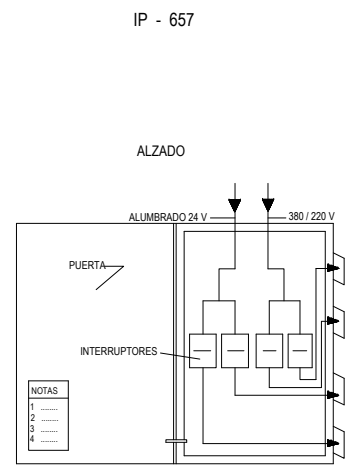 IP - 657
ALZADO
ALUMBRADO 24 V
380 / 220 V
PUERTA
INTERRUPTORES
NOTAS
1 ........
2 ........
3 ........
4 ........